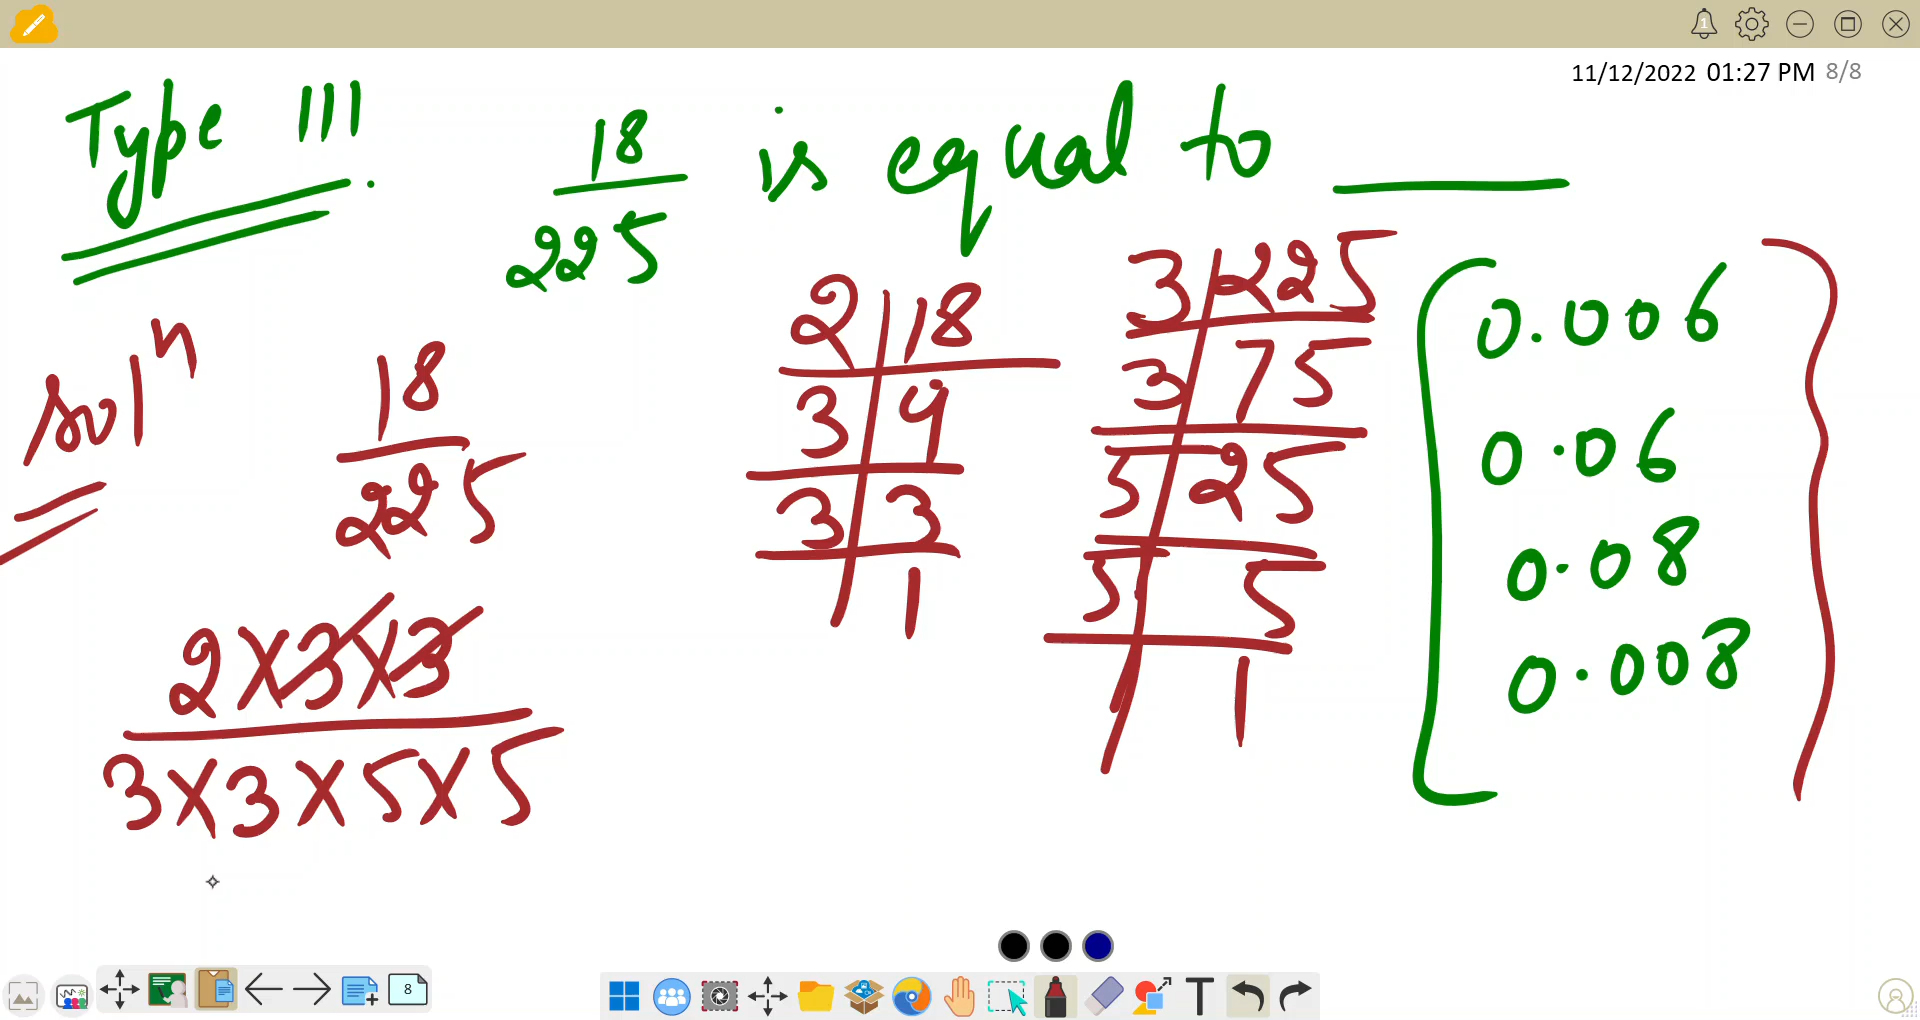 11/12/2022 01:27 PM 8/8
Type III.
18/225 is equal to ______
solⁿ
18/225
2 | 18
3 | 9
3 | 3
1
3 | 225
3 | 75
5 | 25
5 | 5
1
0.006
0.06
0.08
0.008
2×3×3
3×3×5×5
8
T
1